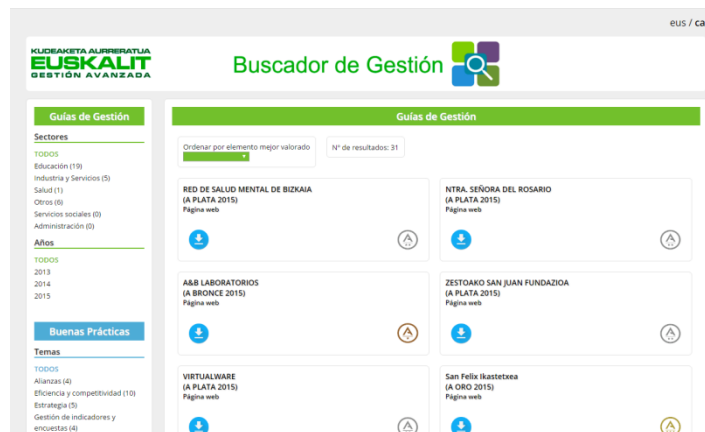 eus / ca
KUDEAKETA AURRERATUA
EUSKALIT
GESTIÓN AVANZADA
Buscador de Gestión
Guías de Gestión
Sectores
TODOS
Educación (19)
Industria y Servicios (5)
Salud (1)
Otros (6)
Servicios sociales (0)
Administración (0)
Años
TODOS
2013
2014
2015
Buenas Prácticas
Temas
TODOS
Alianzas (4)
Eficiencia y competitividad (10)
Estrategia (5)
Gestión de indicadores y
encuestas (4)
Guías de Gestión
Ordenar por elemento mejor valorado
Nº de resultados: 31
RED DE SALUD MENTAL DE BIZKAIA
(A PLATA 2015)
Página web
NTRA. SEÑORA DEL ROSARIO
(A PLATA 2015)
Página web
A&B LABORATORIOS
(A BRONCE 2015)
Página web
ZESTOAKO SAN JUAN FUNDAZIOA
(A PLATA 2015)
Página web
VIRTUALWARE
(A PLATA 2015)
Página web
San Felix Ikastetxea
(A ORO 2015)
Página web